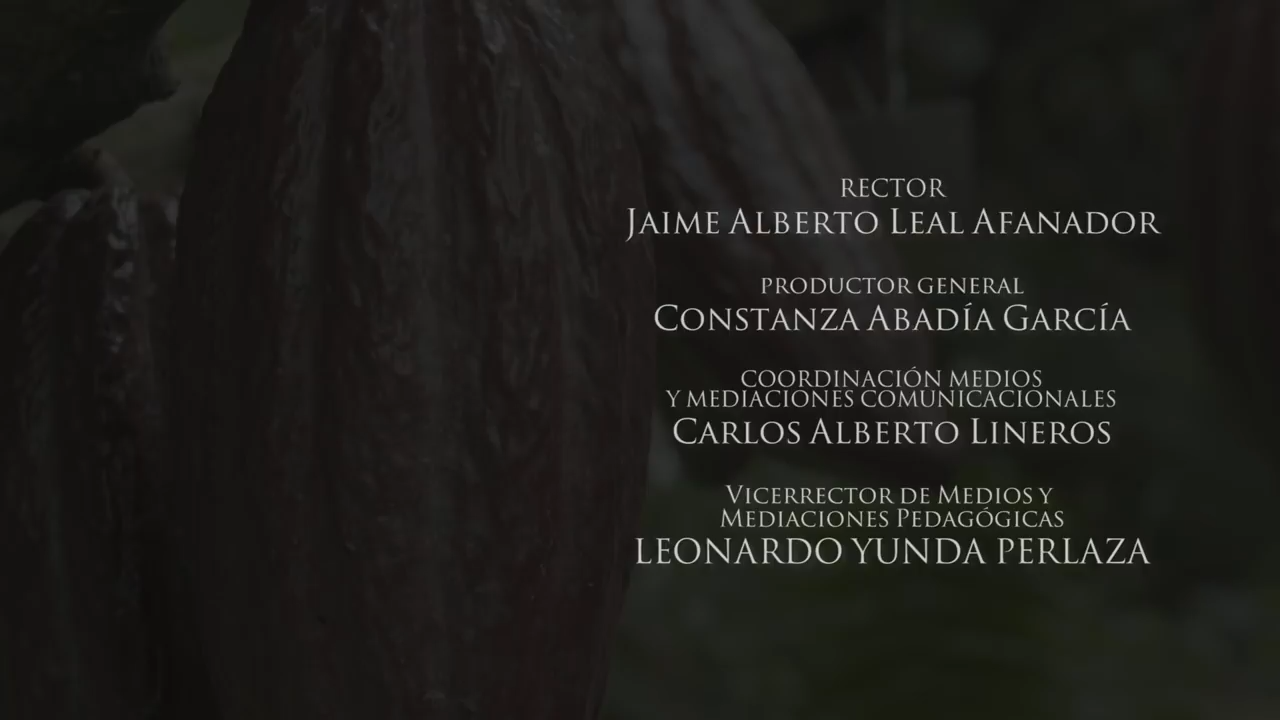 RECTOR
JAIME ALBERTO LEAL AFANADOR
PRODUCTOR GENERAL
CONSTANZA ABADÍA GARCÍA
COORDINACIÓN MEDIOS
Y MEDIACIONES COMUNICACIONALES
CARLOS ALBERTO LINEROS
VICERRECTOR DE MEDIOS Y
MEDIACIONES PEDAGÓGICAS
LEONARDO YUNDA PERLAZA